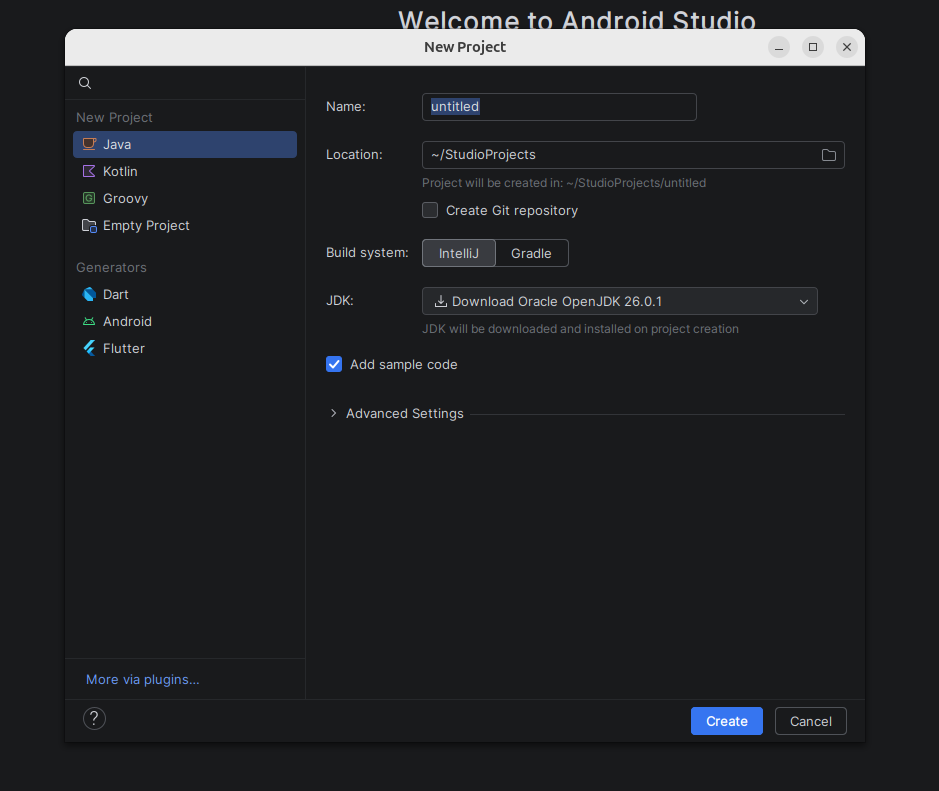 Welcome to Android Studio
New Project
New Project
Java
Kotlin
G Groovy
Empty Project
Generators
Dart
Android
Flutter
More via plugins...
Name: untitled
Location: ~/StudioProjects
Project will be created in: ~/StudioProjects/untitled
Create Git repository
Build system: IntelliJ Gradle
JDK: Download Oracle OpenJDK 26.0.1
JDK will be downloaded and installed on project creation
Add sample code
Advanced Settings
? Create Cancel